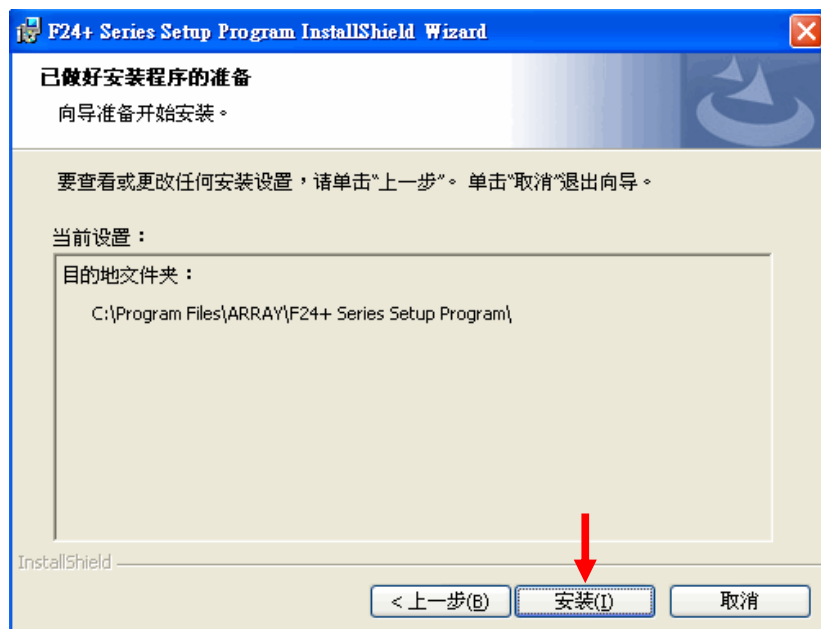 F24+ Series Setup Program InstallShield Wizard
已做好安装程序的准备
向导准备开始安装。
要查看或更改任何安装设置，请单击“上一步”。 单击“取消”退出向导。
当前设置：
目的地文件夹：
C:\Program Files\ARRAY\F24+ Series Setup Program\
InstallShield
< 上一步(B)
安装(I)
取消